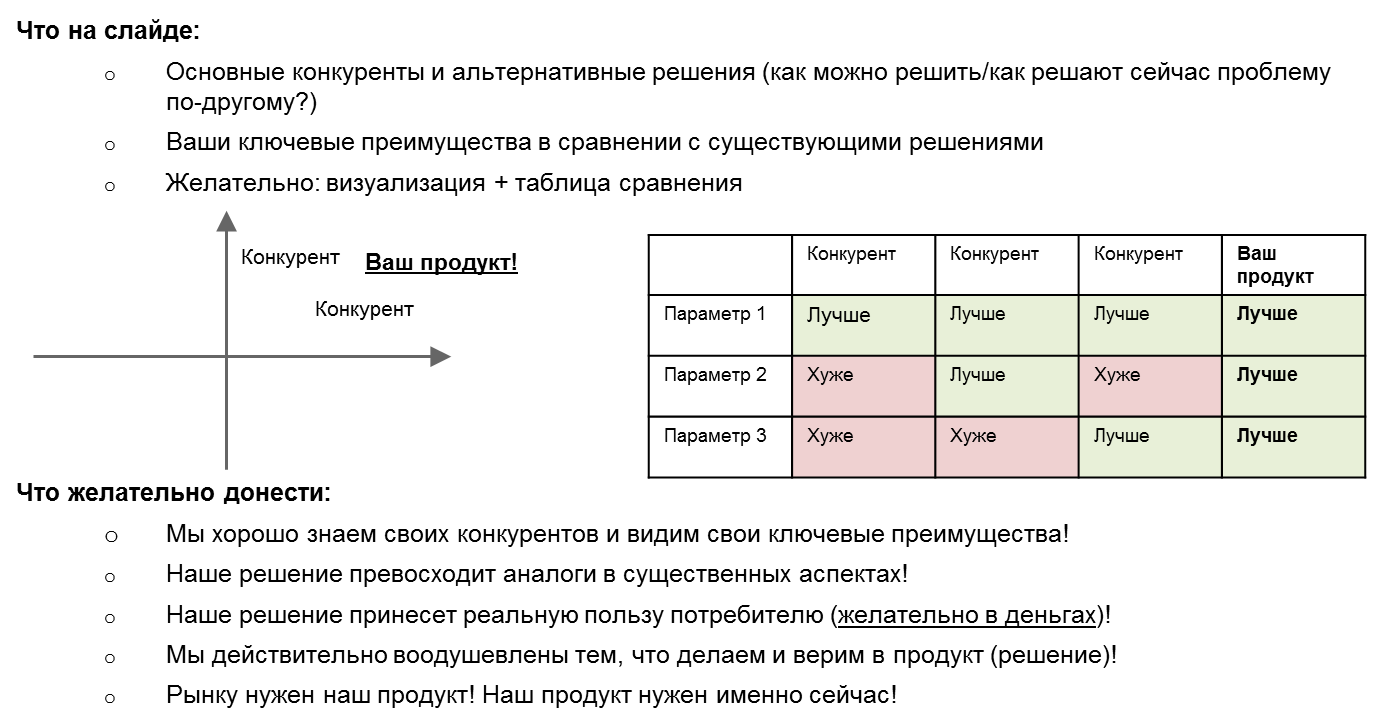 Что на слайде:
o Основные конкуренты и альтернативные решения (как можно решить/как решают сейчас проблему
по-другому?)
o Ваши ключевые преимущества в сравнении с существующими решениями
o Желательно: визуализация + таблица сравнения
Конкурент Ваш продукт!
Конкурент
Конкурент Конкурент Конкурент Ваш
продукт
Параметр 1 Лучше Лучше Лучше Лучше
Параметр 2 Хуже Лучше Хуже Лучше
Параметр 3 Хуже Хуже Лучше Лучше
Что желательно донести:
o Мы хорошо знаем своих конкурентов и видим свои ключевые преимущества!
o Наше решение превосходит аналоги в существенных аспектах!
o Наше решение принесет реальную пользу потребителю (желательно в деньгах)!
o Мы действительно воодушевлены тем, что делаем и верим в продукт (решение)!
o Рынку нужен наш продукт! Наш продукт нужен именно сейчас!